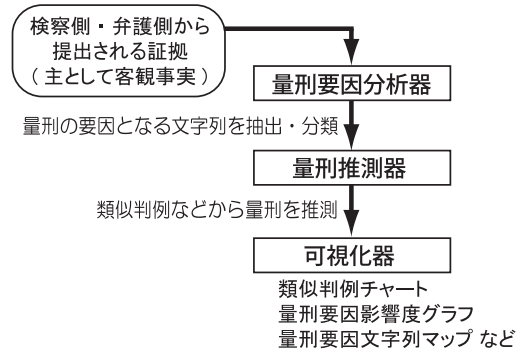 検察側・弁護側から
提出される証拠
（主として客観事実）
量刑要因分析器
量刑の要因となる文字列を抽出・分類
量刑推測器
類似判例などから量刑を推測
可視化器
類似判例チャート
量刑要因影響度グラフ
量刑要因文字列マップ など